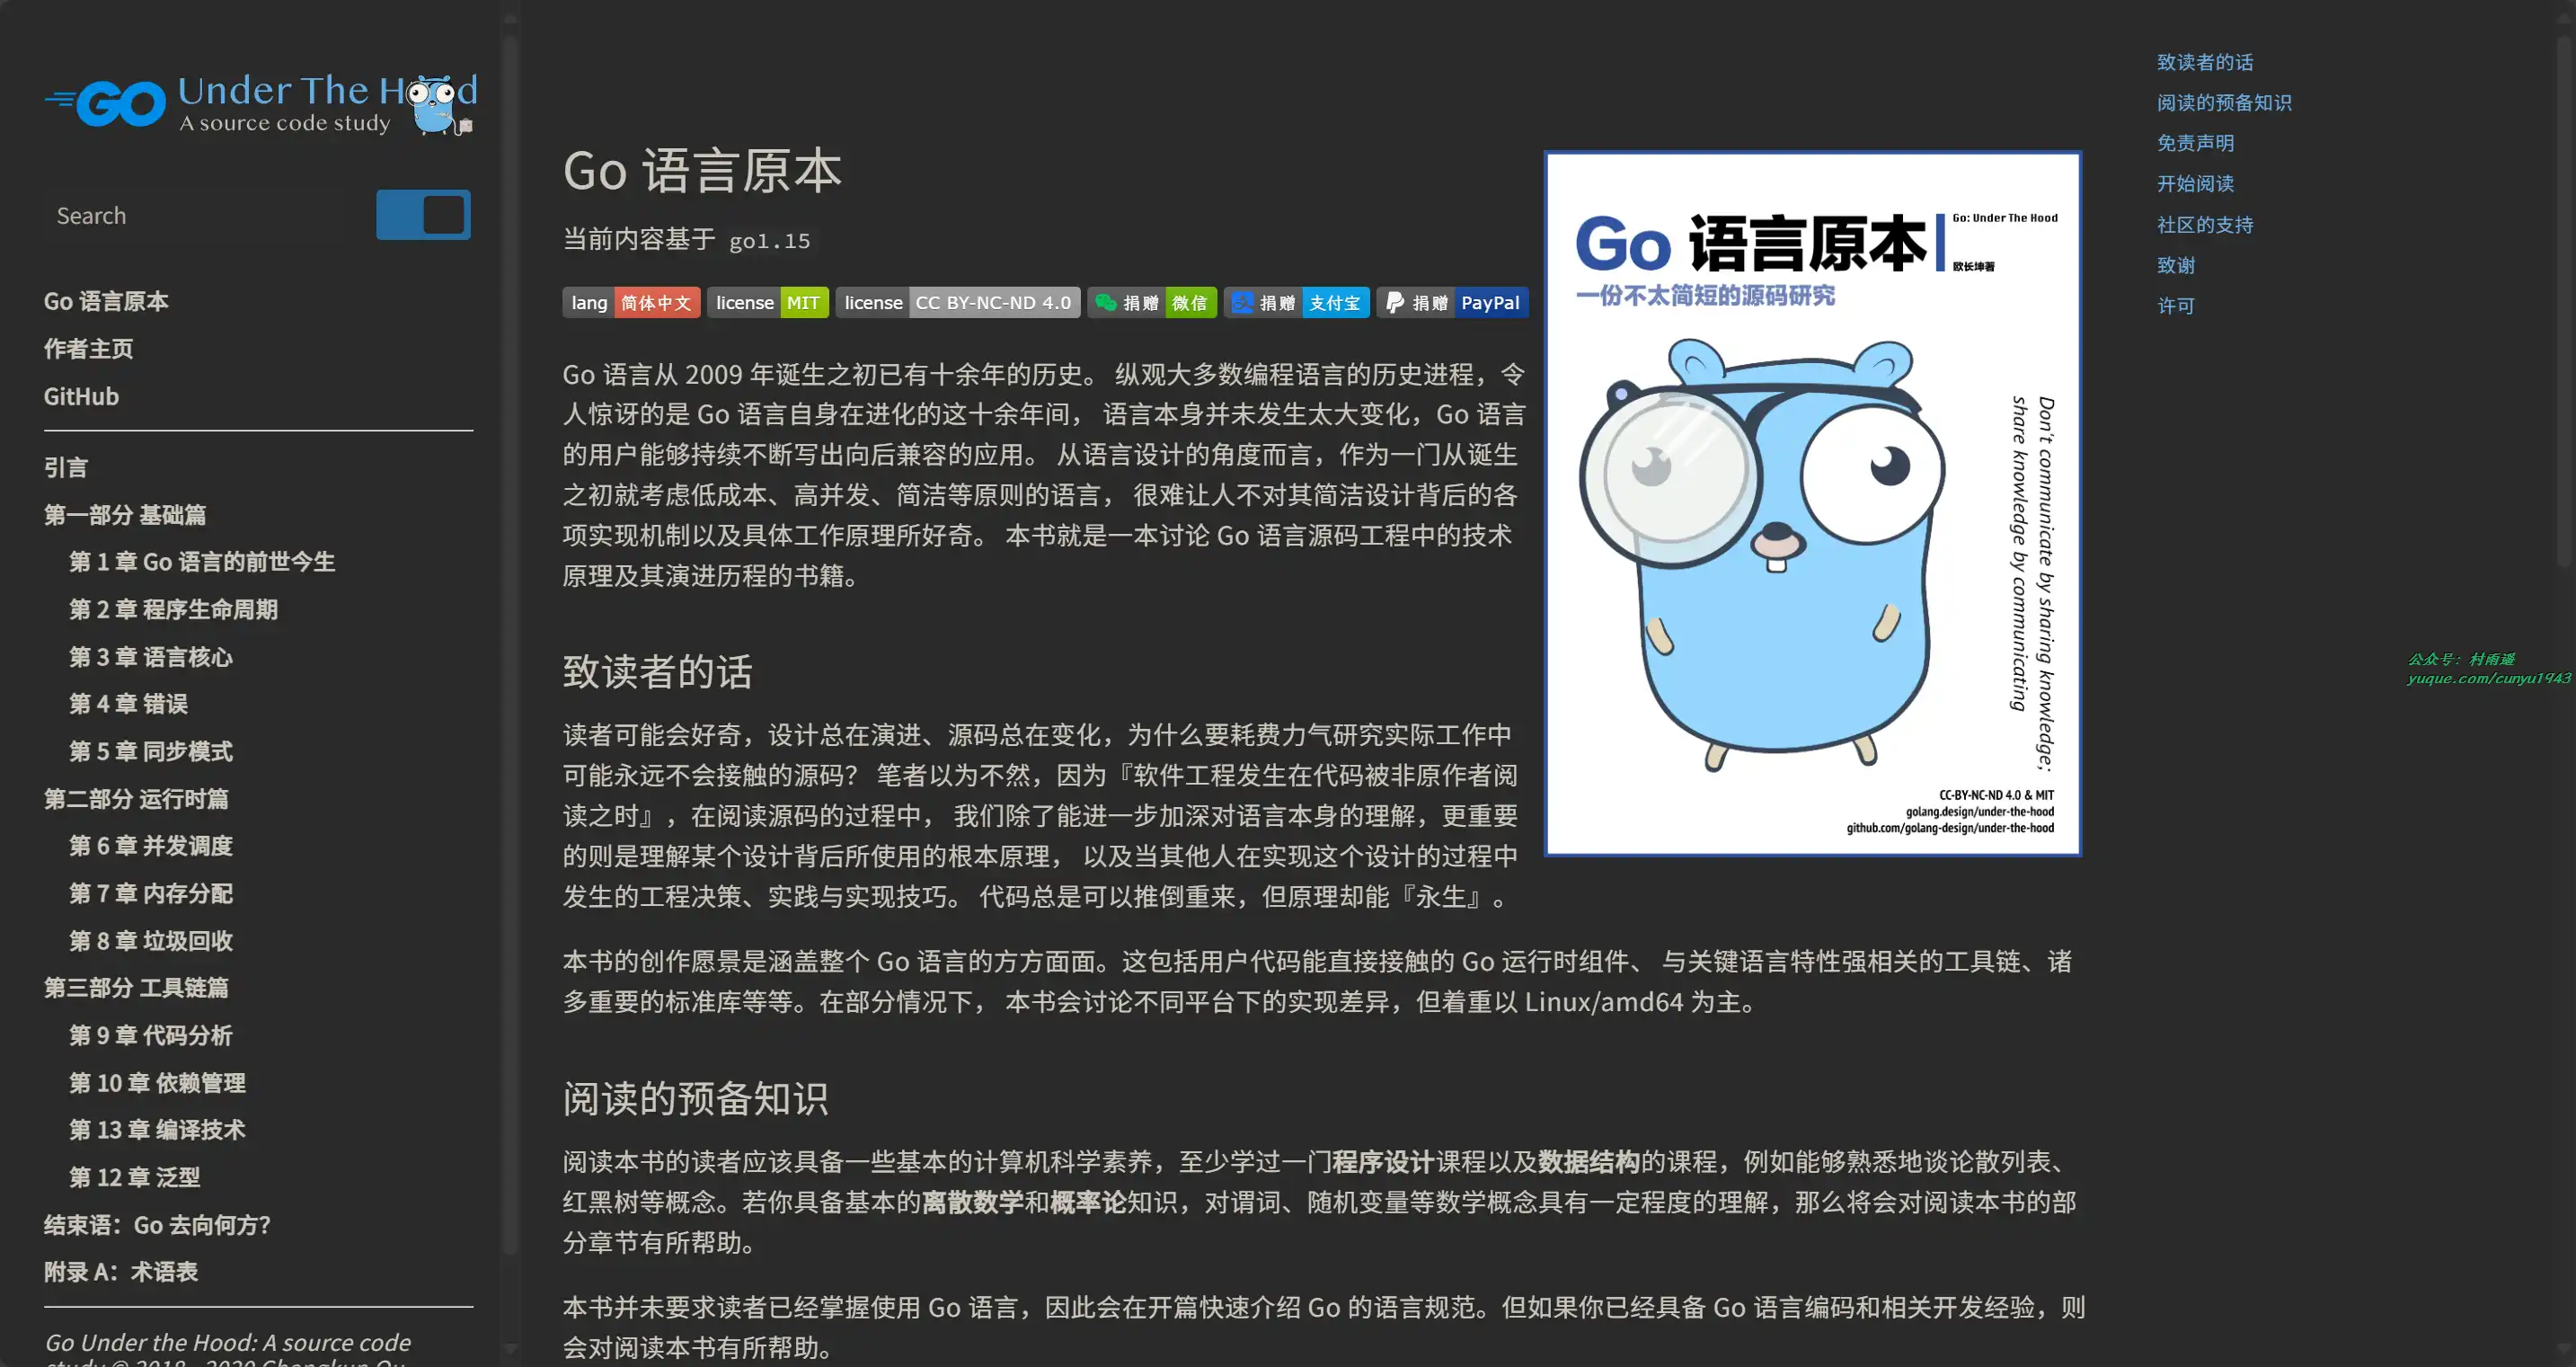 GO Under The Hood
A source code study
Search
Go 语言原本
作者主页
GitHub
引言
第一部分 基础篇
第 1 章 Go 语言的前世今生
第 2 章 程序生命周期
第 3 章 语言核心
第 4 章 错误
第 5 章 同步模式
第二部分 运行时篇
第 6 章 并发调度
第 7 章 内存分配
第 8 章 垃圾回收
第三部分 工具链篇
第 9 章 代码分析
第 10 章 依赖管理
第 13 章 编译技术
第 12 章 泛型
结束语：Go 去向何方？
附录 A：术语表
Go Under the Hood: A source code
study © 2018 - 2020 Changkun Ou
Go 语言原本
当前内容基于 go1.15
lang 简体中文 license MIT license CC BY-NC-ND 4.0 捐赠 微信 捐赠 支付宝 捐赠 PayPal
Go 语言从 2009 年诞生之初已有十余年的历史。 纵观大多数编程语言的历史进程，令
人惊讶的是 Go 语言自身在进化的这十余年间， 语言本身并未发生太大变化，Go 语言
的用户能够持续不断写出向后兼容的应用。 从语言设计的角度而言，作为一门从诞生
之初就考虑低成本、高并发、简洁等原则的语言， 很难让人不对其简洁设计背后的各
项实现机制以及具体工作原理所好奇。 本书就是一本讨论 Go 语言源码工程中的技术
原理及其演进历程的书籍。
致读者的话
读者可能会好奇，设计总在演进、源码总在变化，为什么要耗费力气研究实际工作中
可能永远不会接触的源码？ 笔者以为不然，因为『软件工程发生在代码被非原作者阅
读之时』，在阅读源码的过程中， 我们除了能进一步加深对语言本身的理解，更重要
的则是理解某个设计背后所使用的根本原理， 以及当其他人在实现这个设计的过程中
发生的工程决策、实践与实现技巧。 代码总是可以推倒重来，但原理却能『永生』。
本书的创作愿景是涵盖整个 Go 语言的方方面面。这包括用户代码能直接接触的 Go 运行时组件、 与关键语言特性强相关的工具链、诸
多重要的标准库等等。在部分情况下， 本书会讨论不同平台下的实现差异，但着重以 Linux/amd64 为主。
阅读的预备知识
阅读本书的读者应该具备一些基本的计算机科学素养，至少学过一门程序设计课程以及数据结构的课程，例如能够熟悉地谈论散列表、
红黑树等概念。若你具备基本的离散数学和概率论知识，对谓词、随机变量等数学概念具有一定程度的理解，那么将会对阅读本书的部
分章节有所帮助。
本书并未要求读者已经掌握使用 Go 语言，因此会在开篇快速介绍 Go 的语言规范。但如果你已经具备 Go 语言编码和相关开发经验，则
会对阅读本书有所帮助。
Go 语言原本
Go: Under The Hood
欧长坤著
一份不太简短的源码研究
Don't communicate by sharing knowledge;
share knowledge by communicating
CC-BY-NC-ND 4.0 & MIT
golang.design/under-the-hood
github.com/golang-design/under-the-hood
致读者的话
阅读的预备知识
免责声明
开始阅读
社区的支持
致谢
许可
公众号：村雨遥
yuque.com/cunyu1943